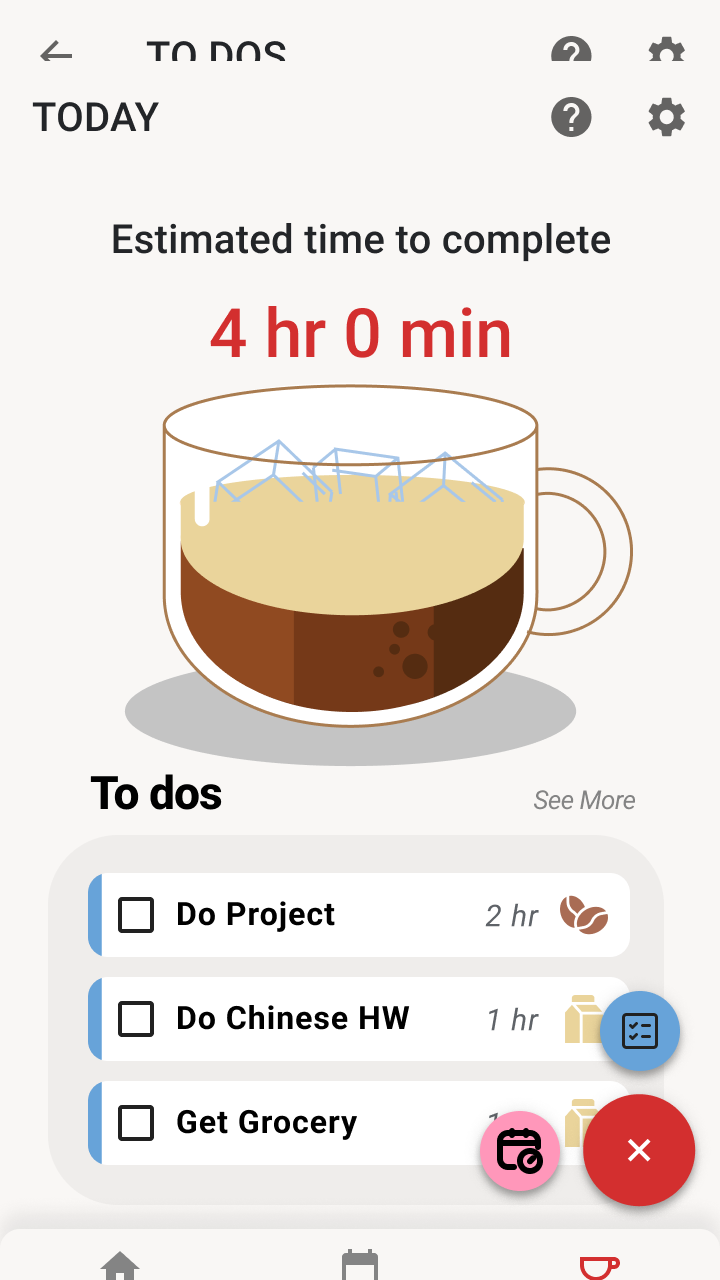 TO DOS
TODAY
Estimated time to complete
4 hr 0 min
To dos
See More
Do Project
2 hr
Do Chinese HW
1 hr
Get Grocery